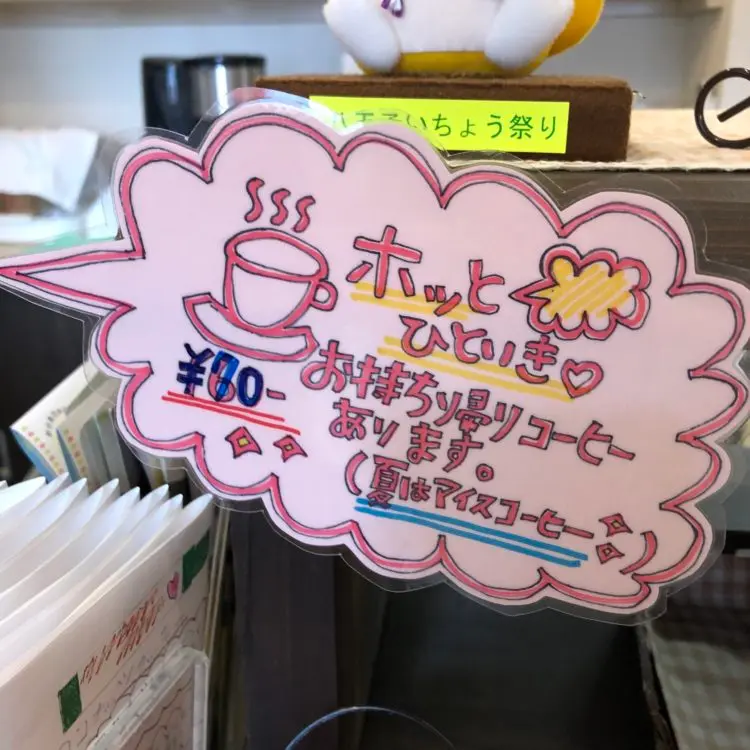 いちょう祭り
ホッと
ひといき♡
お持ち帰りコーヒー
あります。
(夏はアイスコーヒー)